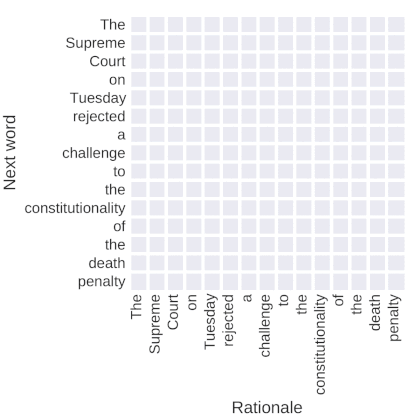 The
Supreme
Court
on
Tuesday
rejected
a
challenge
to
the
constitutionality
of
the
death
penalty
Next word
The
Supreme
Court
on
Tuesday
rejected
a
challenge
to
the
constitutionality
of
the
death
penalty
Rationale